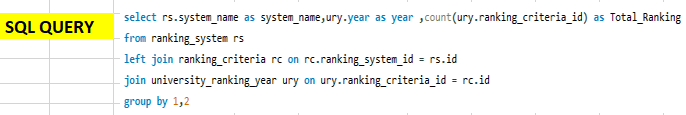 SQL QUERY
select rs.system_name as system_name,ury.year as year ,count(ury.ranking_criteria_id) as Total_Ranking
from ranking_system rs
left join ranking_criteria rc on rc.ranking_system_id = rs.id
join university_ranking_year ury on ury.ranking_criteria_id = rc.id
group by 1,2